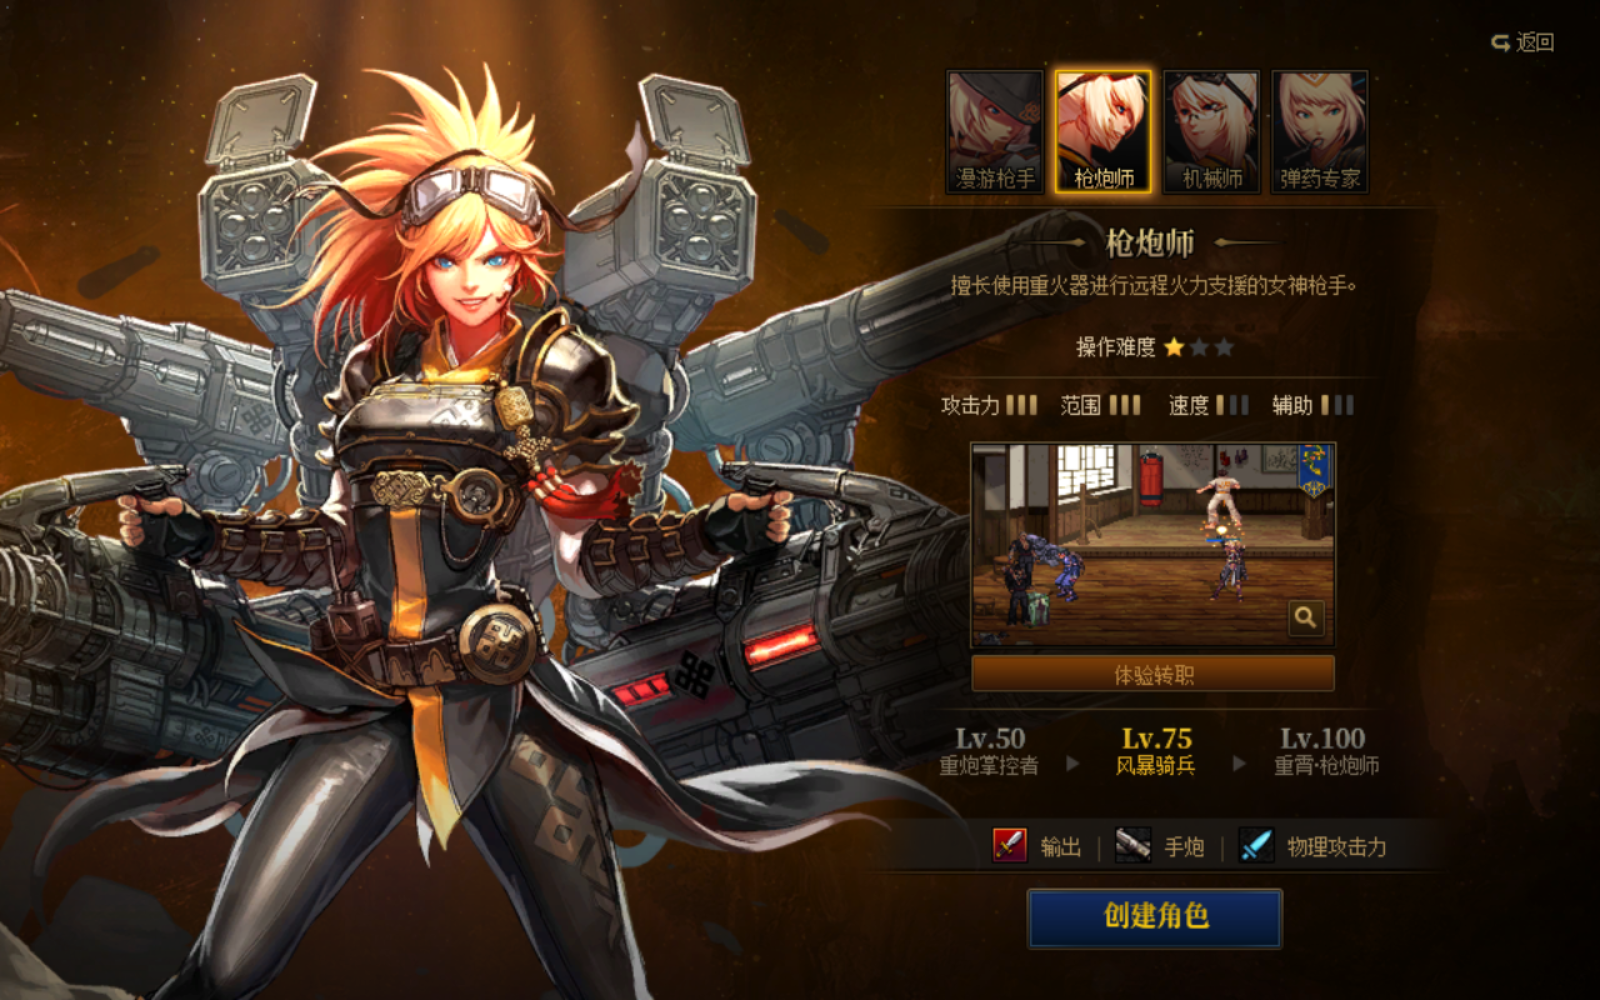 返回
漫游枪手 枪炮师 机械师 弹药专家
枪炮师
擅长使用重火器进行远程火力支援的女神枪手。
操作难度
攻击力 范围 速度 辅助
体验转职
Lv.50 Lv.75 Lv.100
重炮掌控者 风暴骑兵 重霄·枪炮师
输出 | 手炮 | 物理攻击力
创建角色